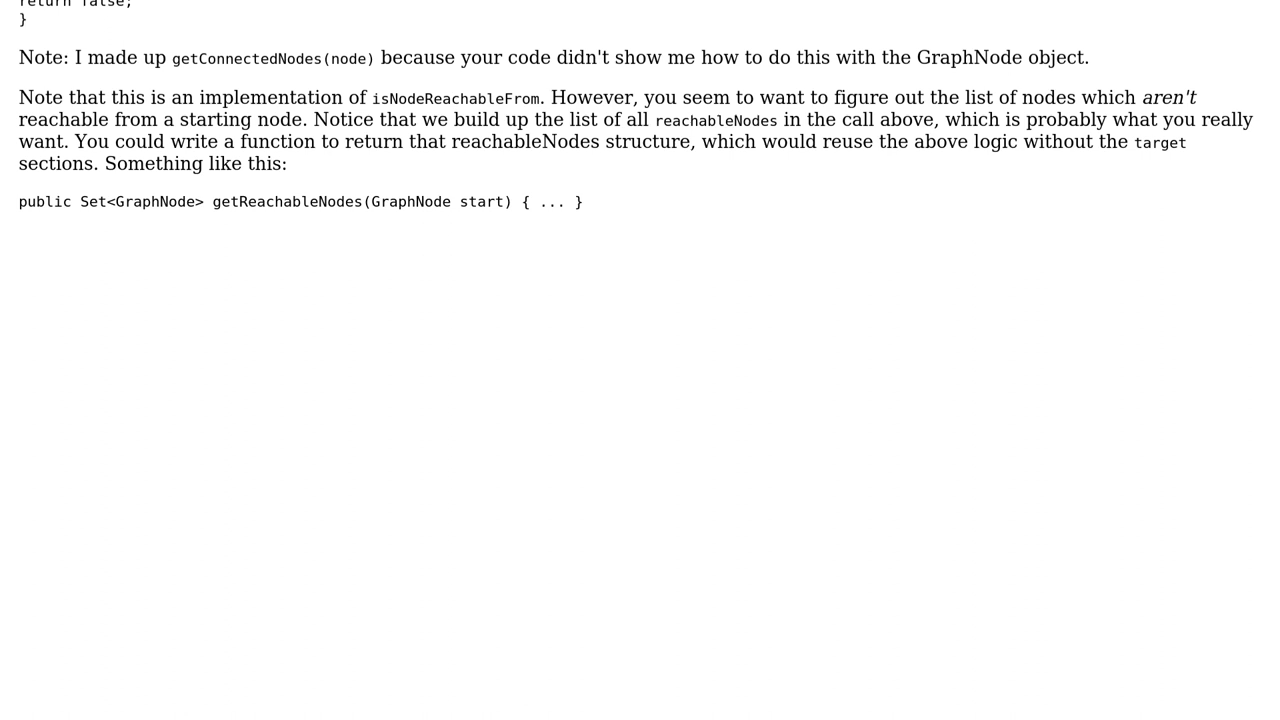 return false;
}
Note: I made up getConnectedNodes(node) because your code didn't show me how to do this with the GraphNode object.
Note that this is an implementation of isNodeReachableFrom. However, you seem to want to figure out the list of nodes which aren't
reachable from a starting node. Notice that we build up the list of all reachableNodes in the call above, which is probably what you really
want. You could write a function to return that reachableNodes structure, which would reuse the above logic without the target
sections. Something like this:
public Set<GraphNode> getReachableNodes(GraphNode start) { ... }